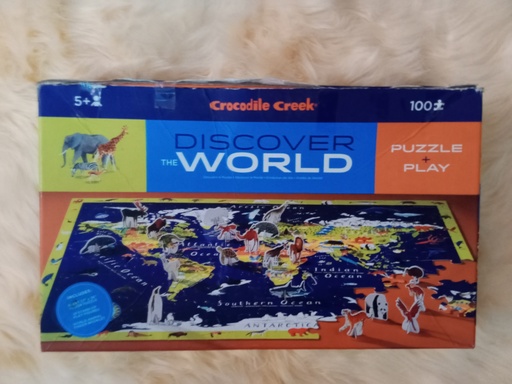 5+
Crocodile Creek
100
DISCOVER
THE WORLD
PUZZLE
+
PLAY
Arctic Ocean
Atlantic
Ocean
Pacific Ocean
Indian
Ocean
Southern Ocean
ANTARCTIC
INCLUDES